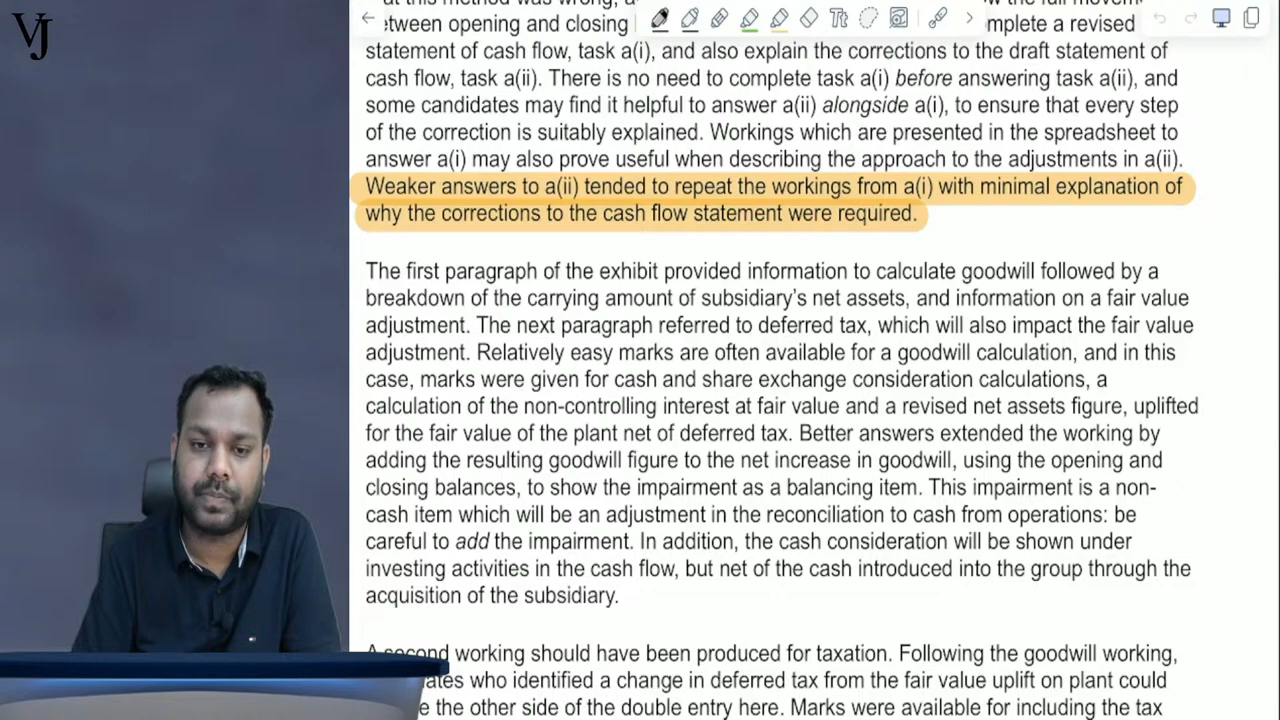 VJ
etween opening and closing
mplete a revised
statement of cash flow, task a(i), and also explain the corrections to the draft statement of
cash flow, task a(ii). There is no need to complete task a(i) before answering task a(ii), and
some candidates may find it helpful to answer a(ii) alongside a(i), to ensure that every step
of the correction is suitably explained. Workings which are presented in the spreadsheet to
answer a(i) may also prove useful when describing the approach to the adjustments in a(ii).
Weaker answers to a(ii) tended to repeat the workings from a(i) with minimal explanation of
why the corrections to the cash flow statement were required.
The first paragraph of the exhibit provided information to calculate goodwill followed by a
breakdown of the carrying amount of subsidiary's net assets, and information on a fair value
adjustment. The next paragraph referred to deferred tax, which will also impact the fair value
adjustment. Relatively easy marks are often available for a goodwill calculation, and in this
case, marks were given for cash and share exchange consideration calculations, a
calculation of the non-controlling interest at fair value and a revised net assets figure, uplifted
for the fair value of the plant net of deferred tax. Better answers extended the working by
adding the resulting goodwill figure to the net increase in goodwill, using the opening and
closing balances, to show the impairment as a balancing item. This impairment is a non-
cash item which will be an adjustment in the reconciliation to cash from operations: be
careful to add the impairment. In addition, the cash consideration will be shown under
investing activities in the cash flow, but net of the cash introduced into the group through the
acquisition of the subsidiary.
A second working should have been produced for taxation. Following the goodwill working,
ates who identified a change in deferred tax from the fair value uplift on plant could
e the other side of the double entry here. Marks were available for including the tax